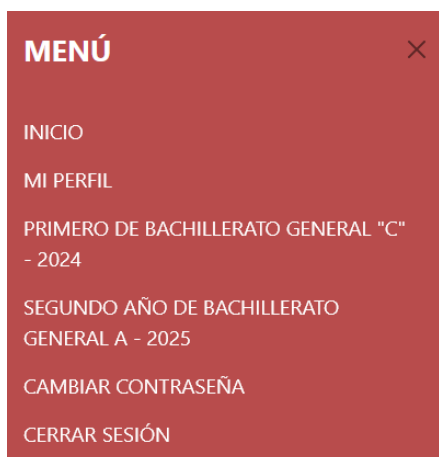 MENÚ
INICIO
MI PERFIL
PRIMERO DE BACHILLERATO GENERAL "C"
- 2024
SEGUNDO AÑO DE BACHILLERATO
GENERAL A - 2025
CAMBIAR CONTRASEÑA
CERRAR SESIÓN